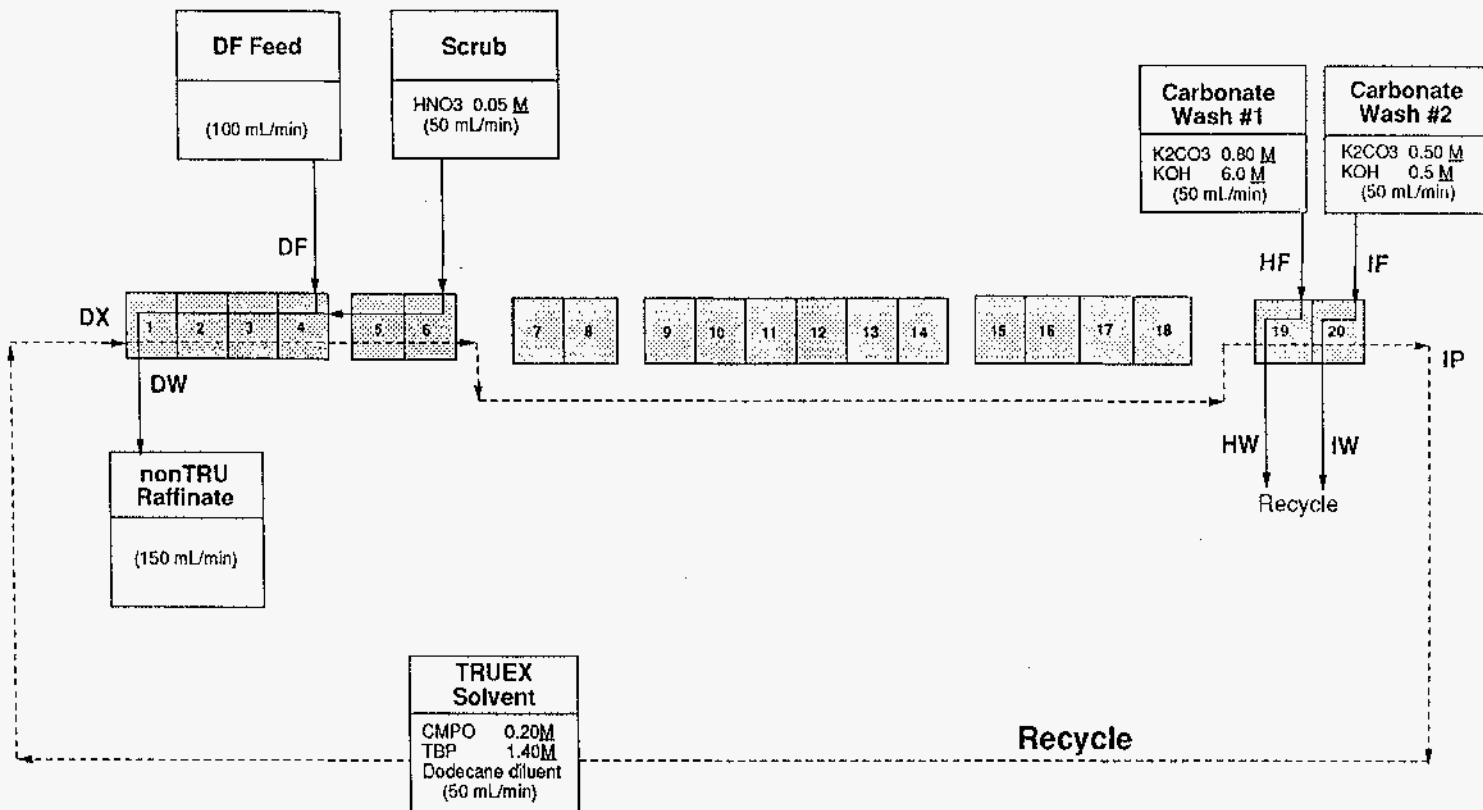 DF Feed
(100 mL/min)
Scrub
HNO3 0.05 M
(50 mL/min)
Carbonate
Wash #1
K2CO3 0.80 M
KOH 6.0 M
(50 mL/min)
Carbonate
Wash #2
K2CO3 0.50 M
KOH 0.5 M
(50 mL/min)
DF
HF
IF
DX
1 2 3 4 5 6 7 8 9 10 11 12 13 14 15 16 17 18 19 20
IP
DW
HW
IW
Recycle
nonTRU
Raffinate
(150 mL/min)
TRUEX
Solvent
CMPO 0.20M
TBP 1.40M
Dodecane diluent
(50 mL/min)
Recycle